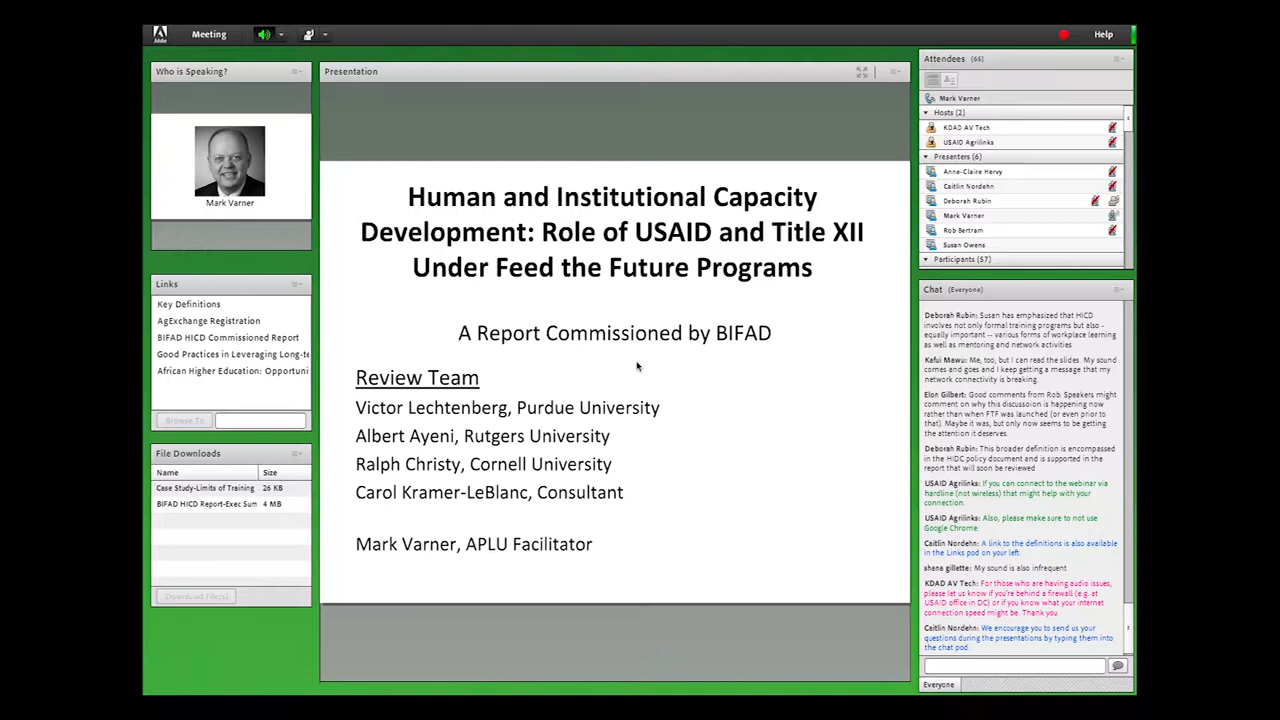 Adobe
Meeting
Help
Who is Speaking?
Mark Varner
Links
Key Definitions
AgExchange Registration
BIFAD HICD Commissioned Report
Good Practices in Leveraging Long-te
African Higher Education: Opportuni
Browse To
File Downloads
Name Size
Case Study-Limits of Training 26 KB
BIFAD HICD Report-Exec Sum 4 MB
Download File(s)
Presentation
Human and Institutional Capacity
Development: Role of USAID and Title XII
Under Feed the Future Programs
A Report Commissioned by BIFAD
Review Team
Victor Lechtenberg, Purdue University
Albert Ayeni, Rutgers University
Ralph Christy, Cornell University
Carol Kramer-LeBlanc, Consultant
Mark Varner, APLU Facilitator
Attendees (65)
Mark Varner
Hosts (2)
KDAD AV Tech
USAID Agrilinks
Presenters (6)
Anne-Claire Hervy
Caitlin Nordehn
Deborah Rubin
Mark Varner
Rob Bertram
Susan Owens
Participants (57)
Chat (Everyone)
Deborah Rubin: Susan has emphasized that HICD
involves not only formal training programs but also -
equally important -- various forms of workplace learning
as well as mentoring and network activities
Kafui Mawu: Me, too, but I can read the slides. My sound
comes and goes and I keep getting a message that my
network connectivity is breaking.
Elon Gilbert: Good comments from Rob. Speakers might
comment on why this discussioon is happening now
rather than when FTF was launched (or even prior to
that). Maybe it was, but only now seems to be getting
the attention it deserves.
Deborah Rubin: This broader definition is encompassed
in the HIDC policy document and is supported in the
report that will soon be reviewed
USAID Agrilinks: If you can connect to the webinar via
hardline (not wireless) that might help with your
connection.
USAID Agrilinks: Also, please make sure to not use
Google Chrome.
Caitlin Nordehn: A link to the definitions is also available
in the Links pod on your left.
shana gillette: My sound is also infrequent
KDAD AV Tech: For those who are having audio issues,
please let us know if you're behind a firewall (e.g. at
USAID office in DC) or if you know what your internet
connection speed might be. Thank you.
Caitlin Nordehn: We encourage you to send us your
questions during the presentations by typing them into
the chat pod.
Everyone